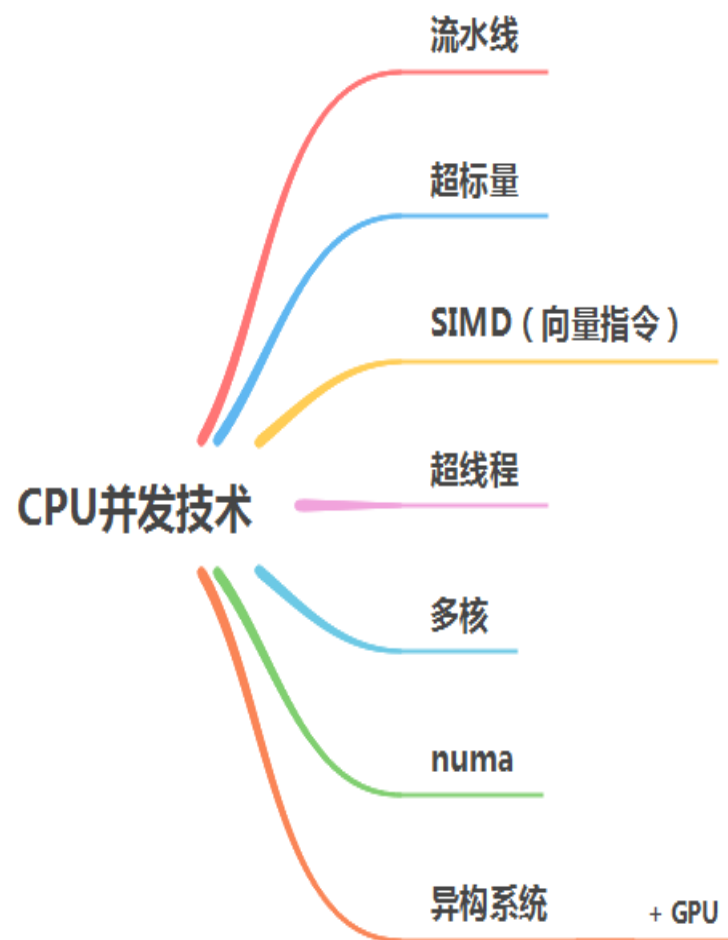 流水线
超标量
SIMD（向量指令）
超线程
CPU并发技术
多核
numa
异构系统 + GPU